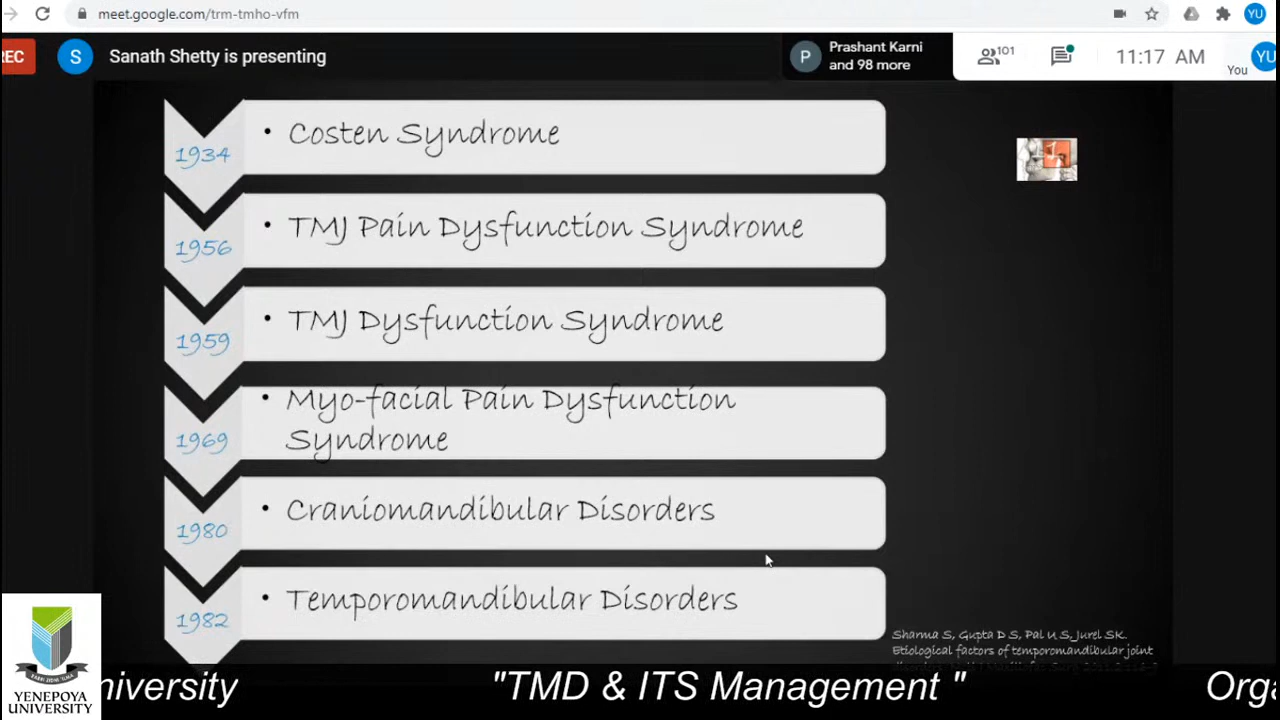 meet.google.com/trm-tmho-vfm
YU
REC
S
Sanath Shetty is presenting
P
Prashant Karni
and 98 more
101
11:17 AM
You
YU
1934
• Costen Syndrome
1956
• TMJ Pain Dysfunction Syndrome
1959
• TMJ Dysfunction Syndrome
1969
• Myo-facial Pain Dysfunction
Syndrome
1980
• Craniomandibular Disorders
1982
• Temporomandibular Disorders
Sharma S, Gupta D S, Pal U S, Jurel SK.
Etiological factors of temporomandibular joint
YENEPOYA
UNIVERSITY
niversity
"TMD & ITS Management "
Orga